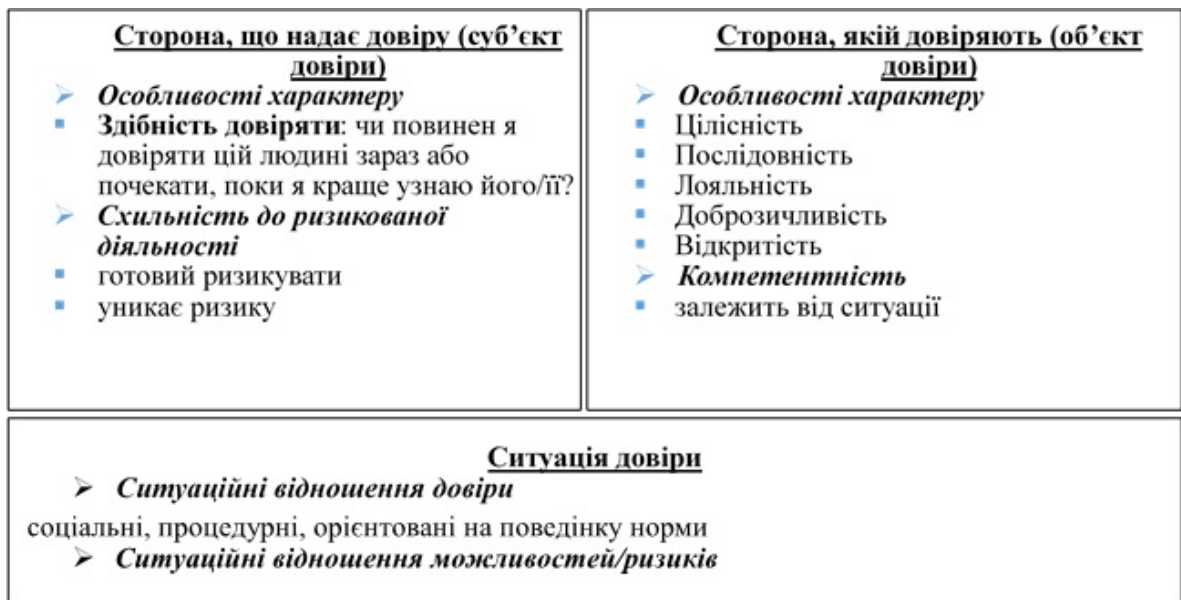 Сторона, що надає довіру (суб’єкт
довіри)
➤ Особливості характеру
▪ Здібність довіряти: чи повинен я
довіряти цій людині зараз або
почекати, поки я краще узнаю його/її?
➤ Схильність до ризикованої
діяльності
▪ готовий ризикувати
▪ уникає ризику
Сторона, якій довіряють (об’єкт
довіри)
➤ Особливості характеру
▪ Цілісність
▪ Послідовність
▪ Лояльність
▪ Доброзичливість
▪ Відкритість
➤ Компетентність
▪ залежить від ситуації
Ситуація довіри
➤ Ситуаційні відношення довіри
соціальні, процедурні, орієнтовані на поведінку норми
➤ Ситуаційні відношення можливостей/ризиків